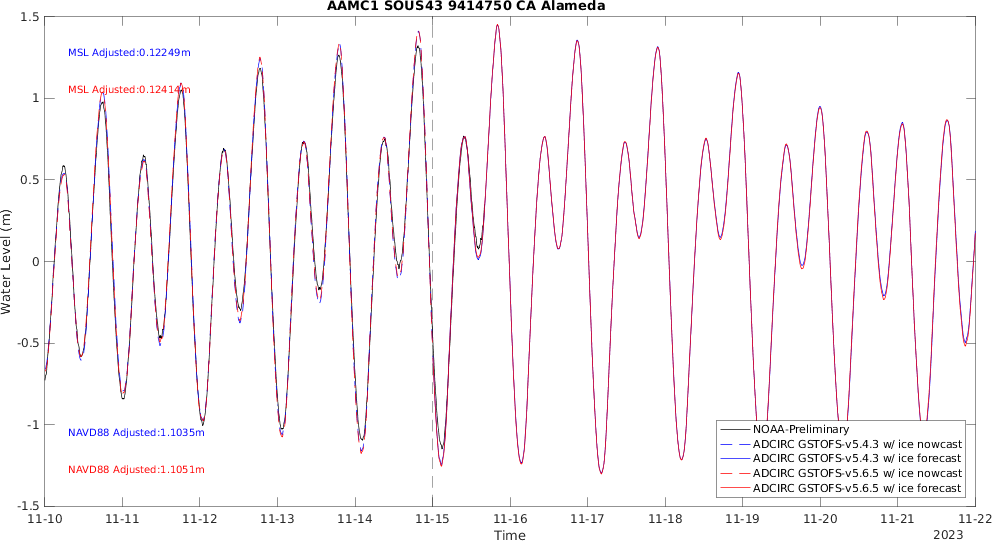 AAMC1 SOUS43 9414750 CA Alameda
MSL Adjusted:0.12249m
MSL Adjusted:0.12414m
NAVD88 Adjusted:1.1035m
NAVD88 Adjusted:1.1051m
Water Level (m)
1.5
1
0.5
0
-0.5
-1
-1.5
NOAA-Preliminary
ADCIRC GSTOFS-v5.4.3 w/ ice nowcast
ADCIRC GSTOFS-v5.4.3 w/ ice forecast
ADCIRC GSTOFS-v5.6.5 w/ ice nowcast
ADCIRC GSTOFS-v5.6.5 w/ ice forecast
11-10 11-11 11-12 11-13 11-14 11-15 11-16 11-17 11-18 11-19 11-20 11-21 11-22
Time
2023